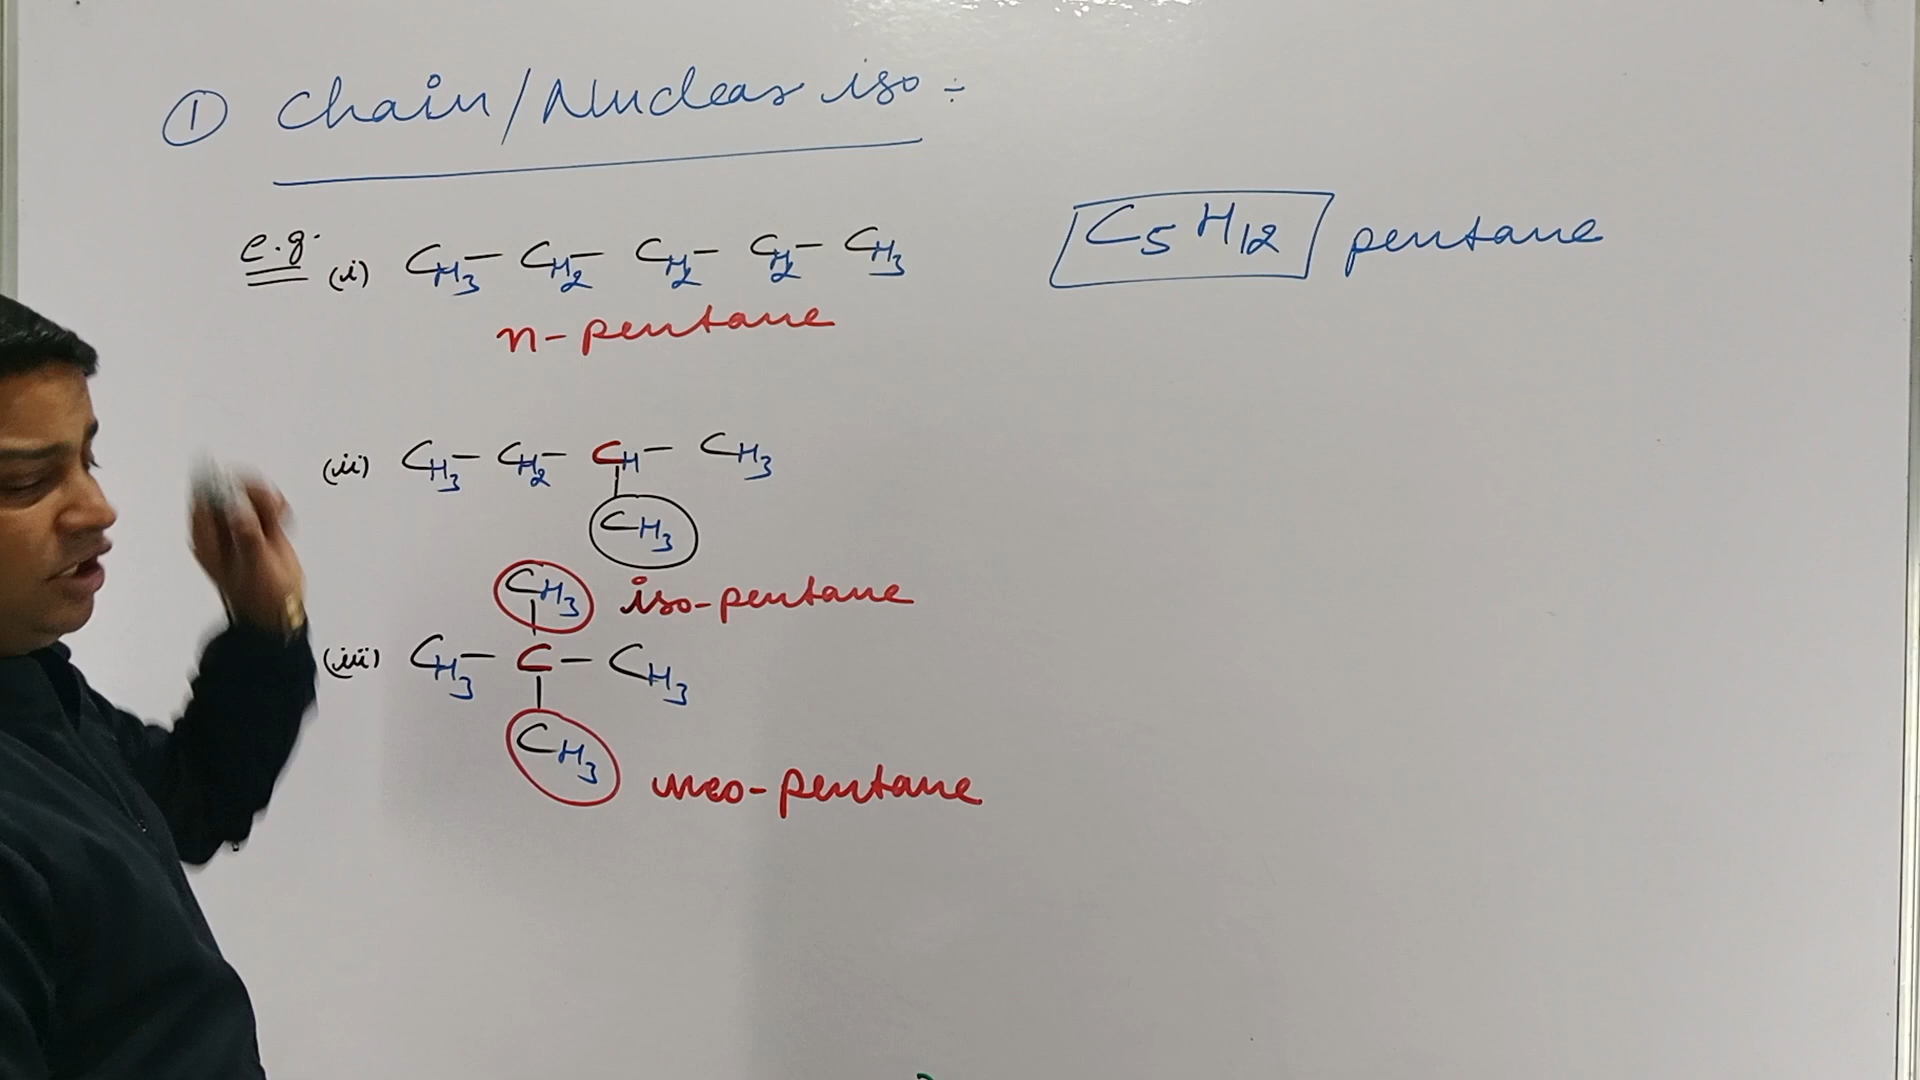 ① Chain/Nuclear iso ÷
e.g. (i) CH3 - CH2 - CH2 - CH2 - CH3
C5H12 pentane
n-pentane
(ii) CH3 - CH2 - CH - CH3
CH3
iso-pentane
CH3
(iii) CH3 - C - CH3
CH3
neo-pentane